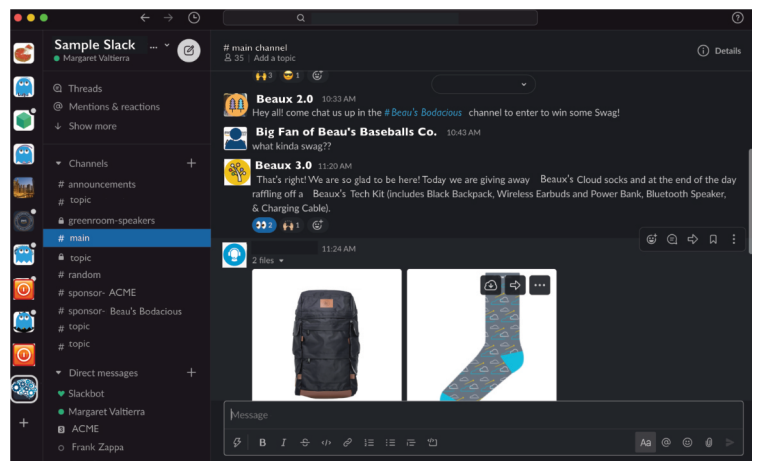 Sample Slack ...
Margaret Valtierra
Threads
Mentions & reactions
Show more
Channels
# announcements
# topic
greenroom-speakers
# main
topic
# random
# sponsor- ACME
# sponsor- Beau's Bodacious
# topic
# topic
Direct messages
Slackbot
Margaret Valtierra
ACME
Frank Zappa
# main channel
35 | Add a topic
Details
3 1
Beaux 2.0 10:33 AM
Hey all! come chat us up in the #Beau's Bodacious channel to enter to win some Swag!
Big Fan of Beau's Baseballs Co. 10:43 AM
what kinda swag??
Beaux 3.0 11:20 AM
That's right! We are so glad to be here! Today we are giving away Beaux's Cloud socks and at the end of the day
raffling off a Beaux's Tech Kit (includes Black Backpack, Wireless Earbuds and Power Bank, Bluetooth Speaker,
& Charging Cable).
2 1
11:24 AM
2 files
Message
B I S </> Aa @